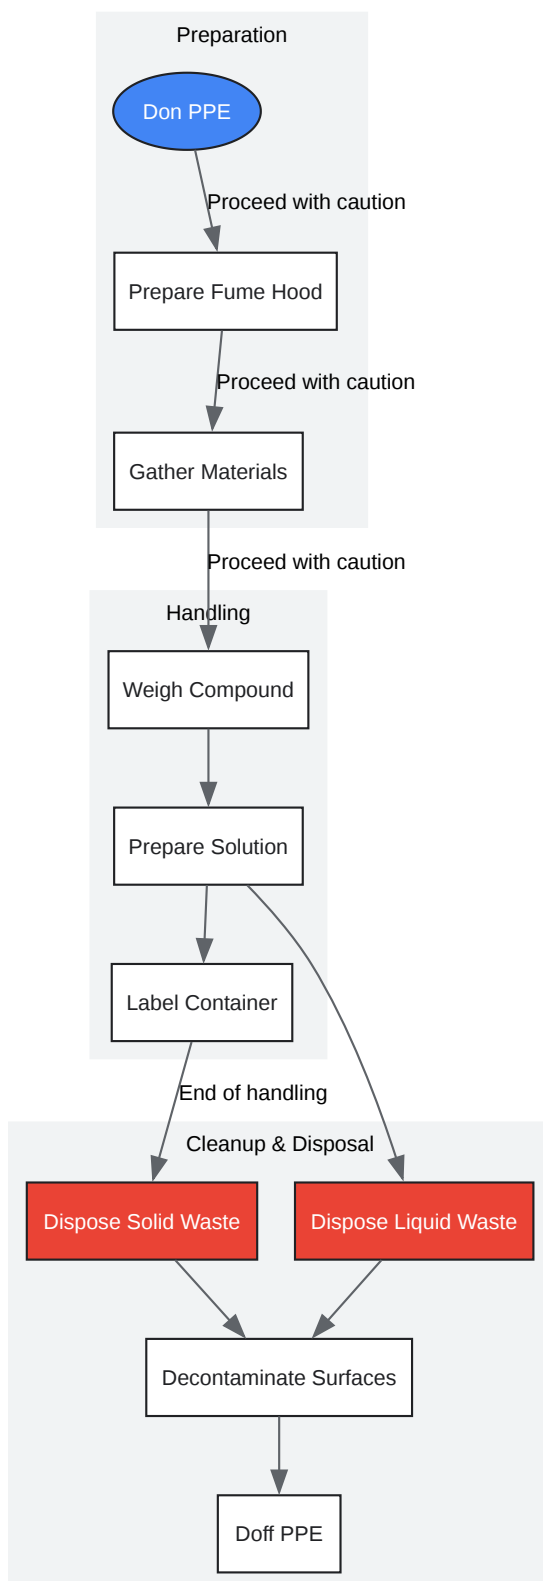 Preparation
Don PPE
Proceed with caution
Prepare Fume Hood
Proceed with caution
Gather Materials
Proceed with caution
Handling
Weigh Compound
Prepare Solution
Label Container
End of handling
Cleanup & Disposal
Dispose Solid Waste
Dispose Liquid Waste
Decontaminate Surfaces
Doff PPE